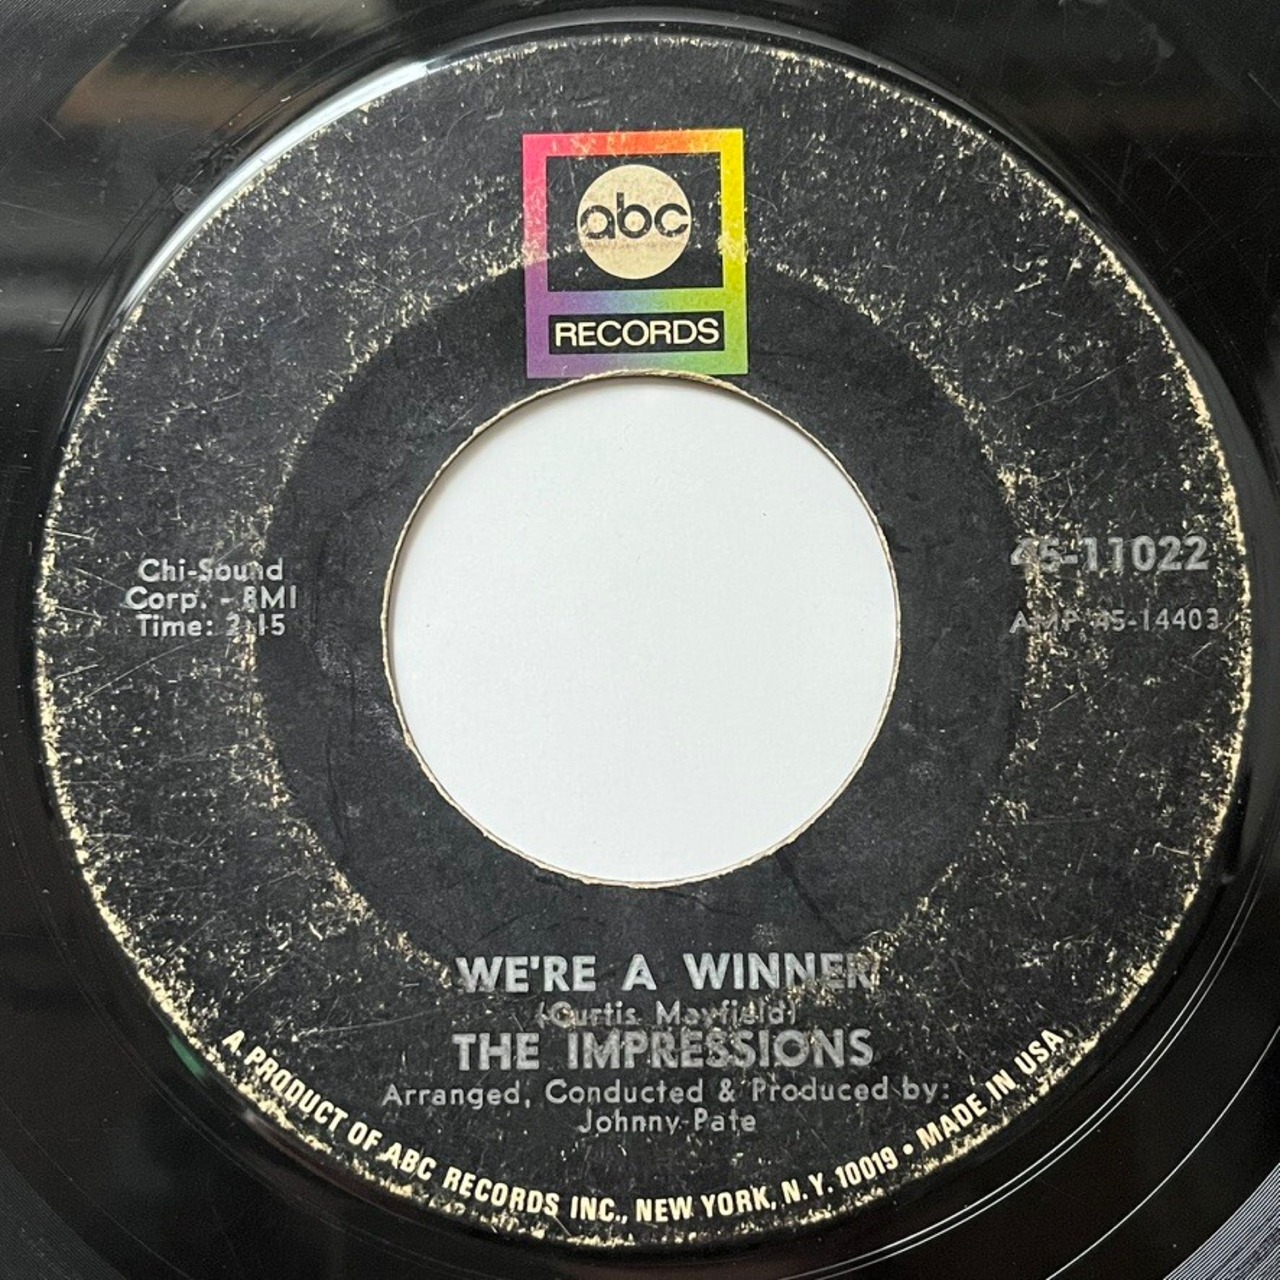 abc
RECORDS
Chi-Sound
Corp. - BMI
Time: 2:15
45-11022
AMP 45-14403
WE'RE A WINNER
(Curtis Mayfield)
THE IMPRESSIONS
Arranged, Conducted & Produced by:
Johnny Pate
A PRODUCT OF ABC RECORDS INC., NEW YORK, N.Y. 10019 • MADE IN USA